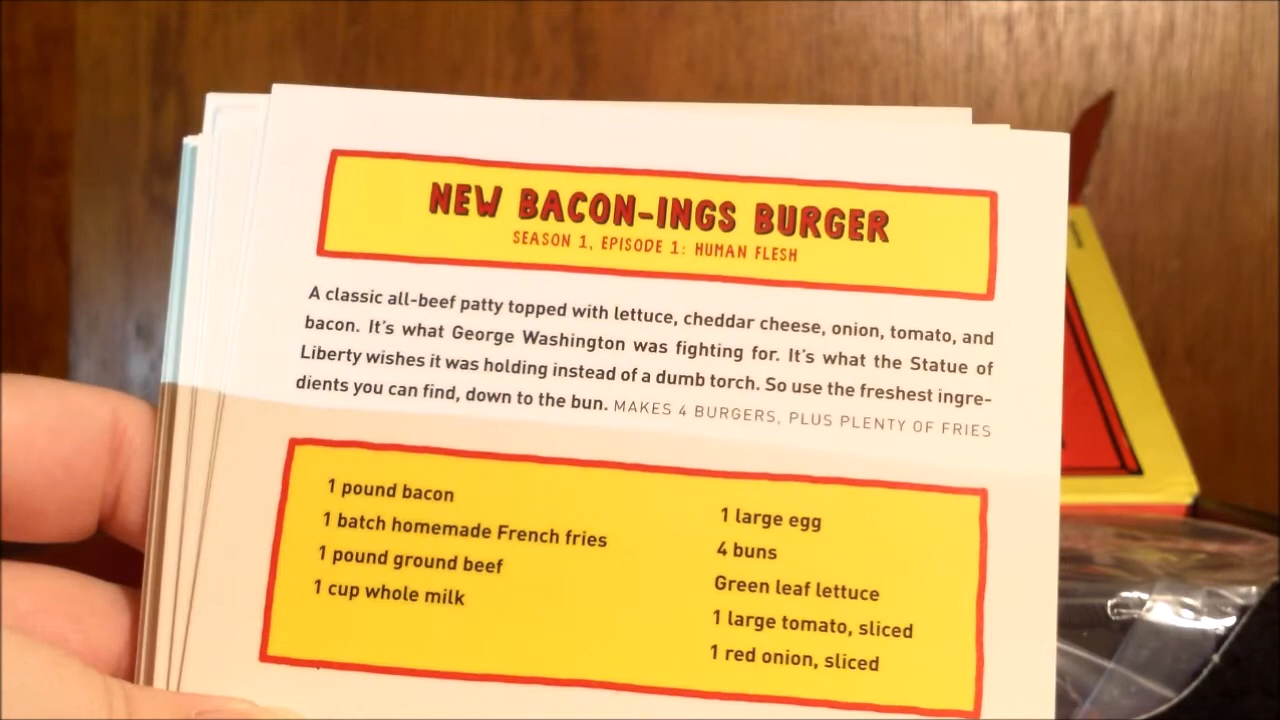 NEW BACON-INGS BURGER
SEASON 1, EPISODE 1: HUMAN FLESH
A classic all-beef patty topped with lettuce, cheddar cheese, onion, tomato, and
bacon. It's what George Washington was fighting for. It's what the Statue of
Liberty wishes it was holding instead of a dumb torch. So use the freshest ingre-
dients you can find, down to the bun. MAKES 4 BURGERS, PLUS PLENTY OF FRIES
1 pound bacon
1 batch homemade French fries
1 pound ground beef
1 cup whole milk
1 large egg
4 buns
Green leaf lettuce
1 large tomato, sliced
1 red onion, sliced